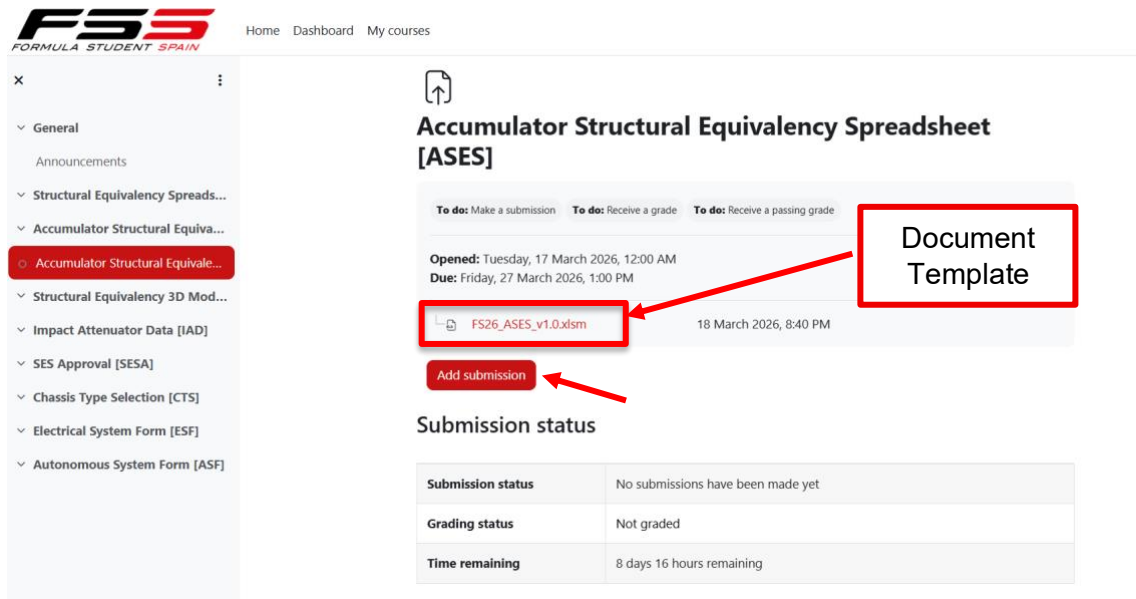 FSS
FORMULA STUDENT SPAIN
Home Dashboard My courses
General
Announcements
Structural Equivalency Spreads...
Accumulator Structural Equiva...
Accumulator Structural Equivale...
Structural Equivalency 3D Mod...
Impact Attenuator Data [IAD]
SES Approval [SESA]
Chassis Type Selection [CTS]
Electrical System Form [ESF]
Autonomous System Form [ASF]
Accumulator Structural Equivalency Spreadsheet
[ASES]
To do: Make a submission To do: Receive a grade To do: Receive a passing grade
Opened: Tuesday, 17 March 2026, 12:00 AM
Due: Friday, 27 March 2026, 1:00 PM
Document
Template
FS26_ASES_v1.0.xlsm 18 March 2026, 8:40 PM
Add submission
Submission status
Submission status No submissions have been made yet
Grading status Not graded
Time remaining 8 days 16 hours remaining